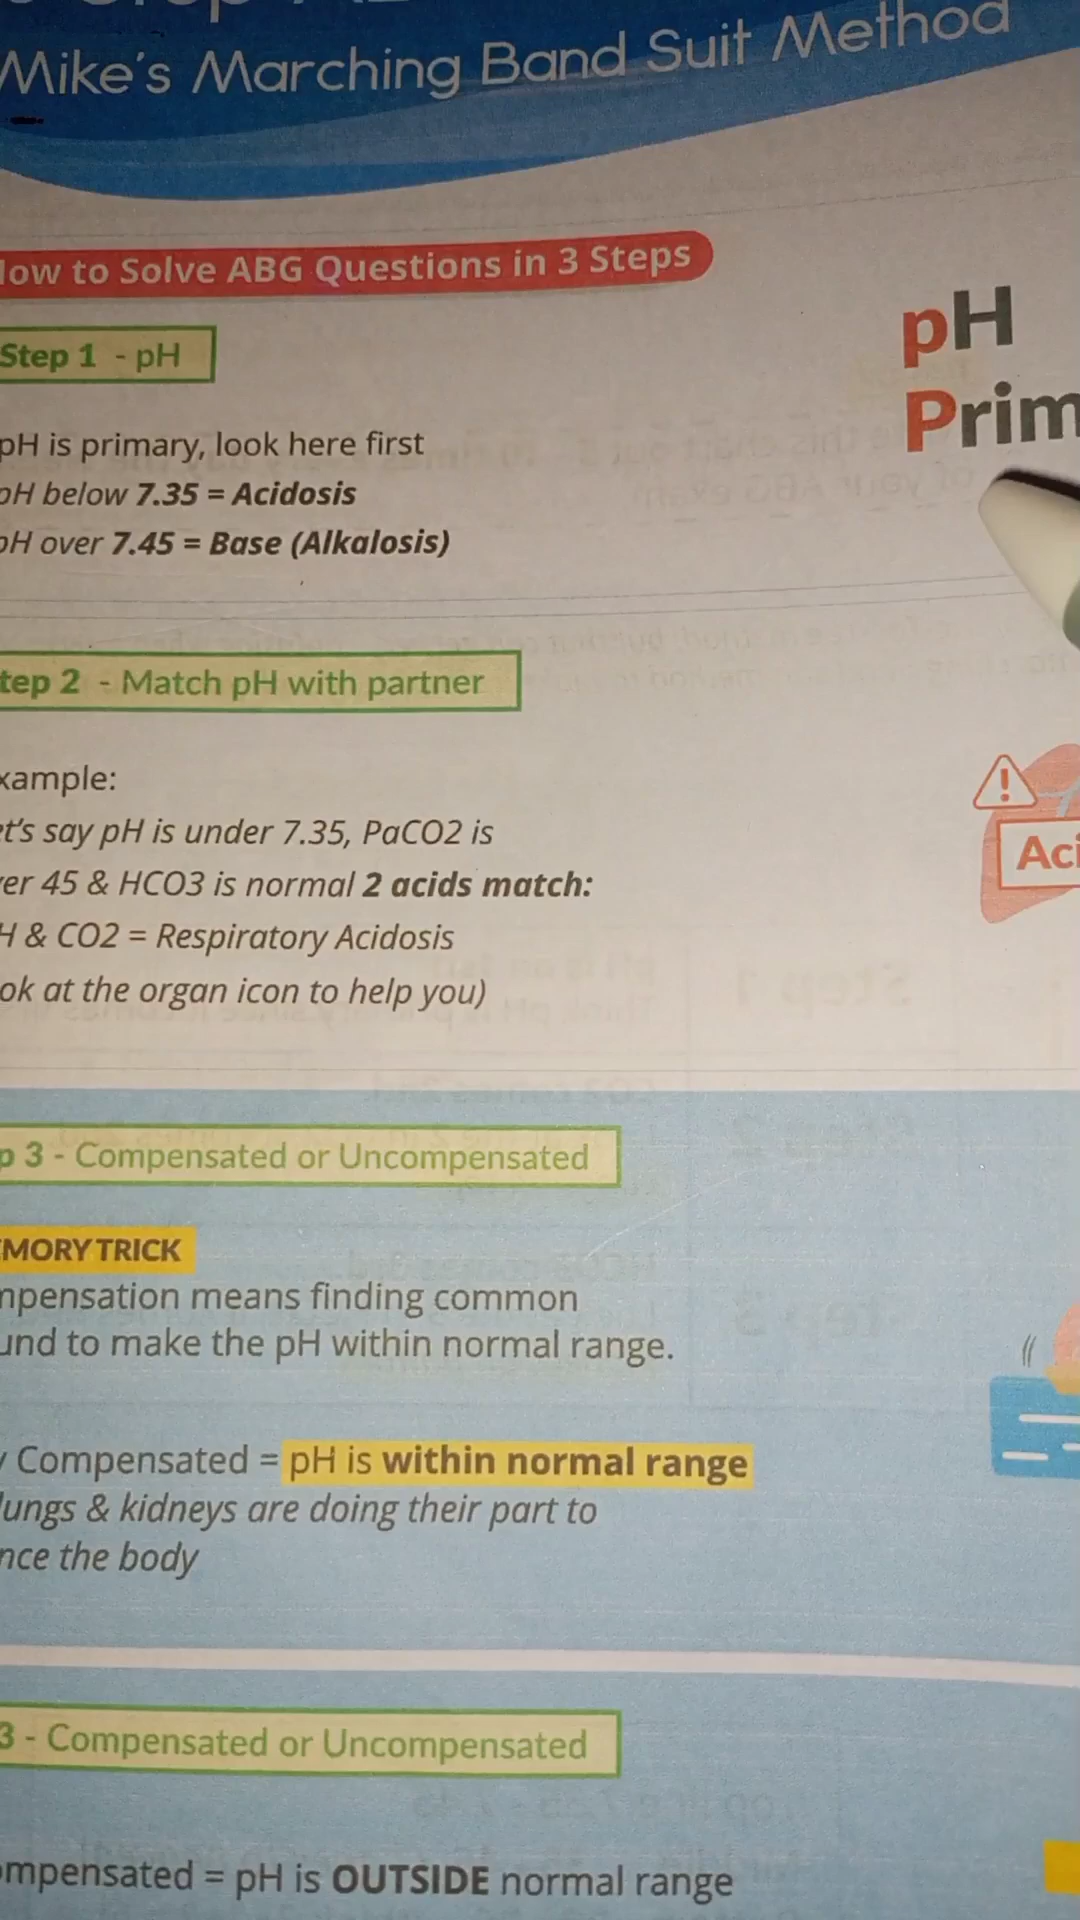 Mike's Marching Band Suit Method
ow to Solve ABG Questions in 3 Steps
pH
Prim
Step 1 - pH
pH is primary, look here first
pH below 7.35 = Acidosis
pH over 7.45 = Base (Alkalosis)
tep 2 - Match pH with partner
xample:
et's say pH is under 7.35, PaCO2 is
er 45 & HCO3 is normal 2 acids match:
H & CO2 = Respiratory Acidosis
ok at the organ icon to help you)
Aci
p 3 - Compensated or Uncompensated
MORY TRICK
mpensation means finding common
und to make the pH within normal range.
y Compensated = pH is within normal range
lungs & kidneys are doing their part to
nce the body
3 - Compensated or Uncompensated
ompensated = pH is OUTSIDE normal range